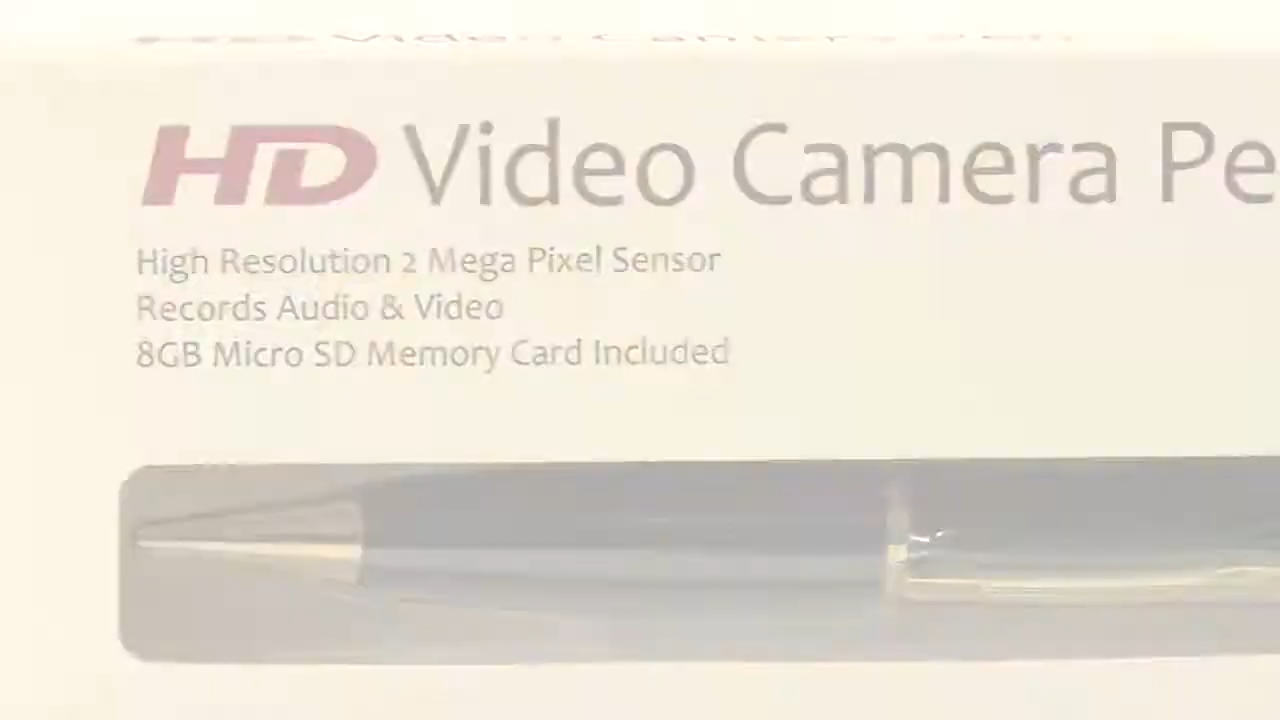 HD Video Camera Pe
High Resolution 2 Mega Pixel Sensor
Records Audio & Video
8GB Micro SD Memory Card Included